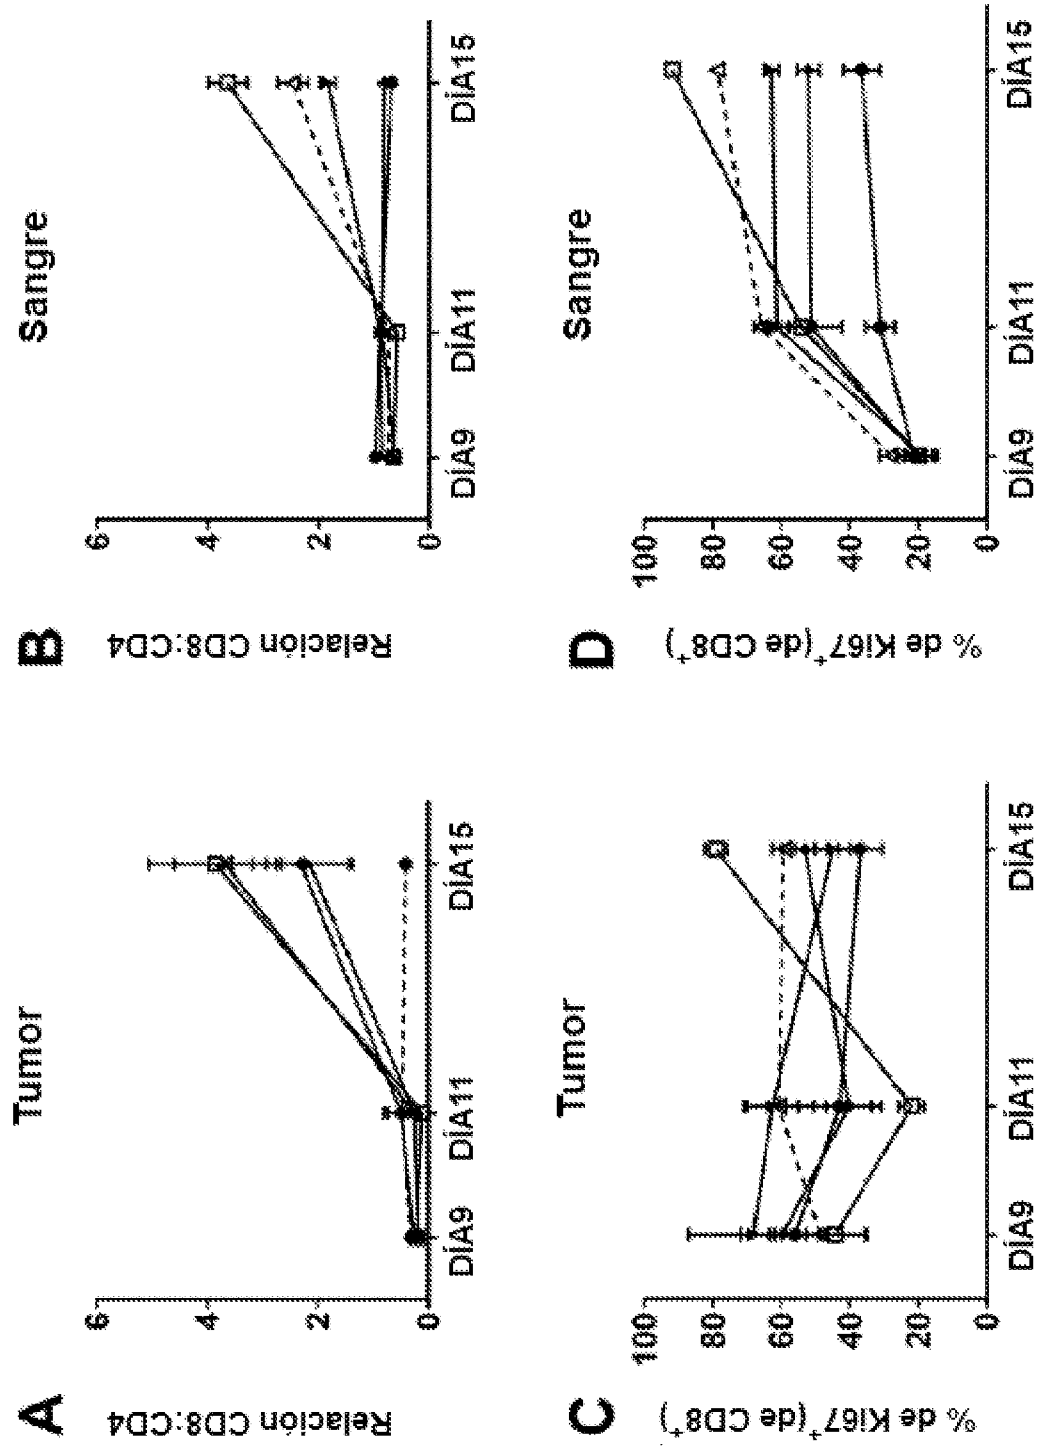 A
Tumor
Relación CD8:CD4
6
4
2
0
DÍA9
DÍA11
DÍA15
B
Sangre
Relación CD8:CD4
6
4
2
0
DÍA9
DÍA11
DÍA15
C
Tumor
% de Ki67⁺(de CD8⁺)
100
80
60
40
20
0
DÍA9
DÍA11
DÍA15
D
Sangre
% de Ki67⁺(de CD8⁺)
100
80
60
40
20
0
DÍA9
DÍA11
DÍA15